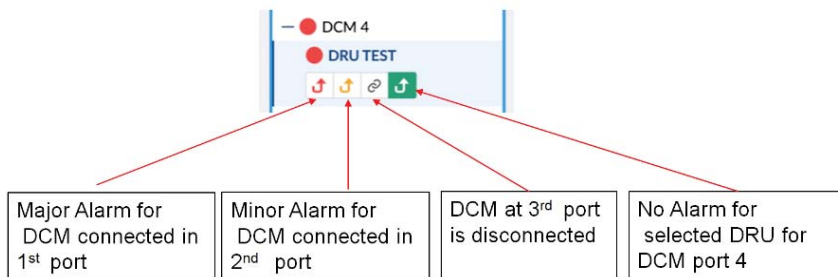 DCM 4
DRU TEST
Major Alarm for
DCM connected in
1st port
Minor Alarm for
DCM connected in
2nd port
DCM at 3rd port
is disconnected
No Alarm for
selected DRU for
DCM port 4